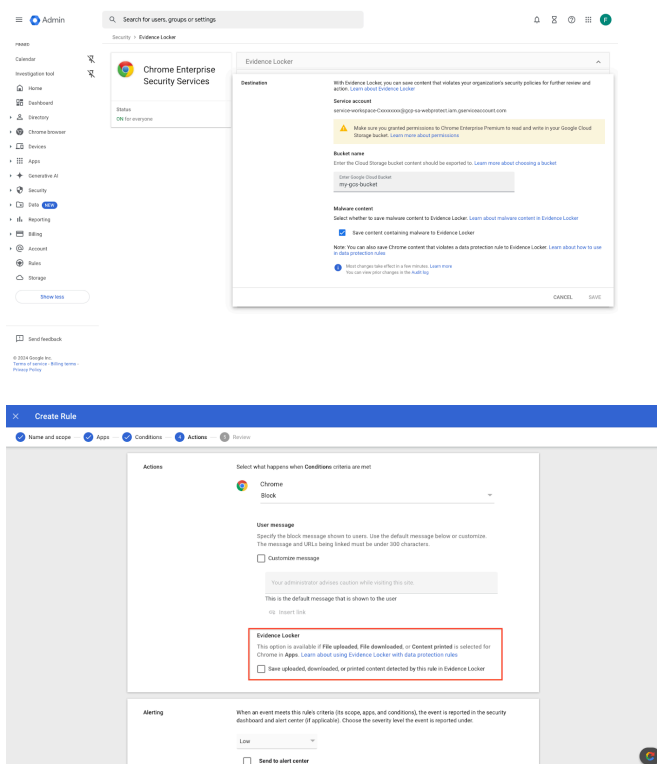 Admin
Search for users, groups or settings
F
Security > Evidence Locker
Calendar
Investigation tool
Home
Dashboard
Directory
Chrome browser
Devices
Apps
Generative AI
Security
Data NEW
Reporting
Billing
Account
Rules
Storage
Show less
Send feedback
© 2024 Google Inc.
Terms of service - Billing terms -
Privacy Policy
Chrome Enterprise
Security Services
Status
ON for everyone
Evidence Locker
Destination
With Evidence Locker, you can save content that violates your organization's security policies for further review and
action. Learn about Evidence Locker
Service account
Make sure you granted permissions to Chrome Enterprise Premium to read and write in your Google Cloud
Storage bucket. Learn more about permissions
Bucket name
Enter the Cloud Storage bucket content should be exported to. Learn more about choosing a bucket
Enter Google Cloud Bucket
my-gcs-bucket
Malware content
Select whether to save malware content to Evidence Locker. Learn about malware content in Evidence Locker
Save content containing malware to Evidence Locker
Note: You can also save Chrome content that violates a data protection rule to Evidence Locker. Learn about how to use
in data protection rules
Most changes take effect in a few minutes. Learn more
You can view prior changes in the Audit log
CANCEL SAVE
Create Rule
Name and scope
Apps
Conditions
4 Actions
5 Review
Actions
Select what happens when Conditions criteria are met
Chrome
Block
User message
Specify the block message shown to users. Use the default message below or customize.
The message and URLs being linked must be under 300 characters.
Customize message
Your administrator advises caution while visiting this site.
This is the default message that is shown to the user
Insert link
Evidence Locker
This option is available if File uploaded, File downloaded, or Content printed is selected for
Chrome in Apps. Learn about using Evidence Locker with data protection rules
Save uploaded, downloaded, or printed content detected by this rule in Evidence Locker
Alerting
When an event meets this rule's criteria (its scope, apps, and conditions), the event is reported in the security
dashboard and alert center (if applicable). Choose the severity level the event is reported under.
Low
Send to alert center